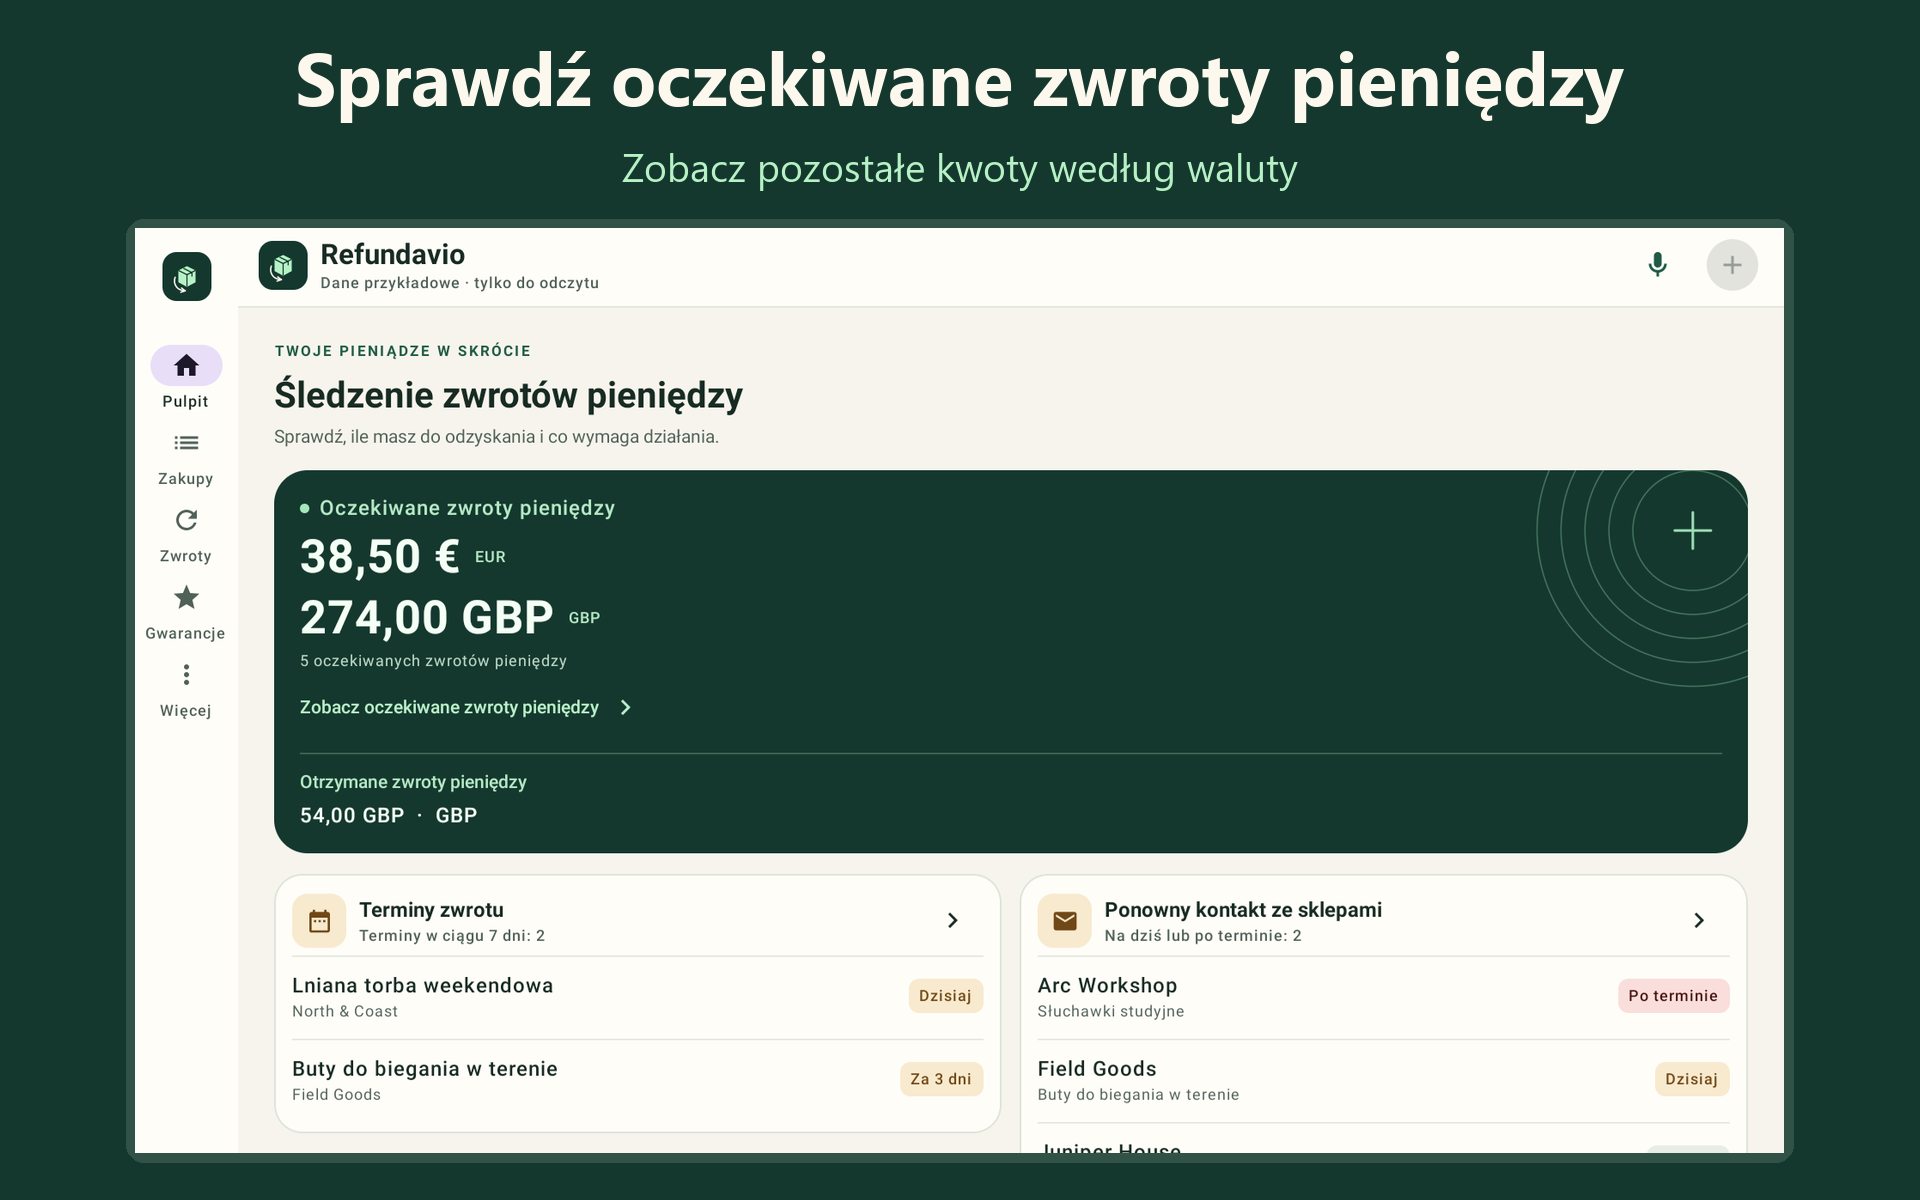 Sprawdź oczekiwane zwroty pieniędzy
Zobacz pozostałe kwoty według waluty
Refundavio
Dane przykładowe · tylko do odczytu
Pulpit
Zakupy
Zwroty
Gwarancje
Więcej
TWOJE PIENIĄDZE W SKRÓCIE
Śledzenie zwrotów pieniędzy
Sprawdź, ile masz do odzyskania i co wymaga działania.
Oczekiwane zwroty pieniędzy
38,50 € EUR
274,00 GBP GBP
5 oczekiwanych zwrotów pieniędzy
Zobacz oczekiwane zwroty pieniędzy
Otrzymane zwroty pieniędzy
54,00 GBP · GBP
Terminy zwrotu
Terminy w ciągu 7 dni: 2
Lniana torba weekendowa
North & Coast
Dzisiaj
Buty do biegania w terenie
Field Goods
Za 3 dni
Ponowny kontakt ze sklepami
Na dziś lub po terminie: 2
Arc Workshop
Słuchawki studyjne
Po terminie
Field Goods
Buty do biegania w terenie
Dzisiaj
Juniper House